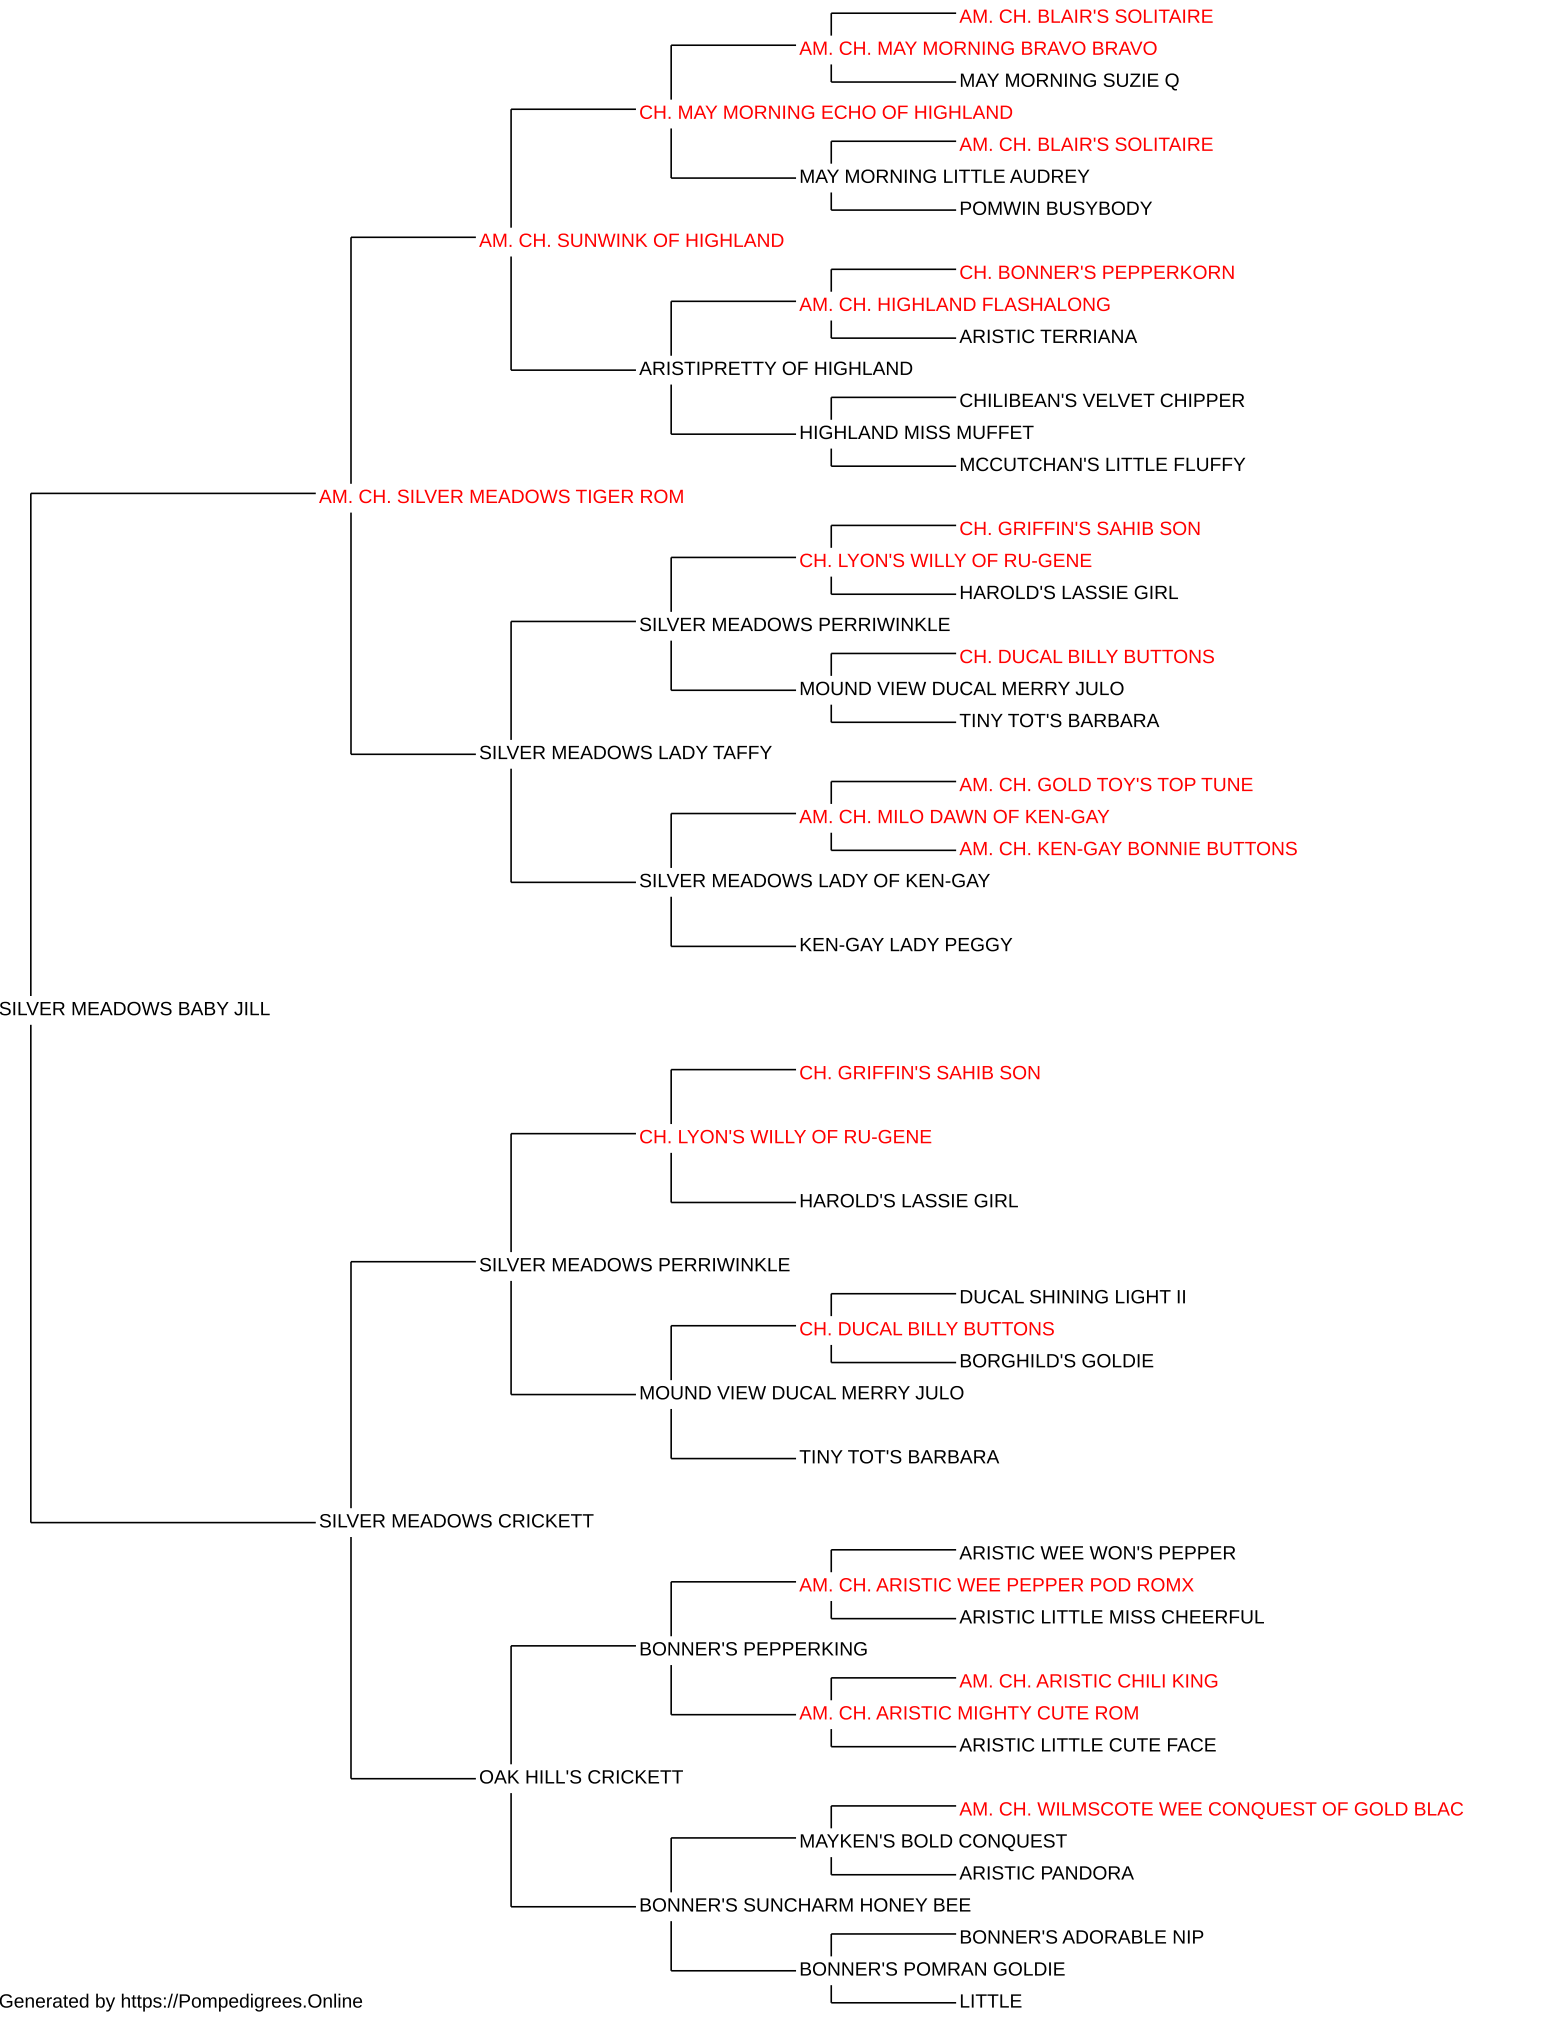 AM. CH. BLAIR'S SOLITAIRE
AM. CH. MAY MORNING BRAVO BRAVO
MAY MORNING SUZIE Q
CH. MAY MORNING ECHO OF HIGHLAND
AM. CH. BLAIR'S SOLITAIRE
MAY MORNING LITTLE AUDREY
POMWIN BUSYBODY
AM. CH. SUNWINK OF HIGHLAND
CH. BONNER'S PEPPERKORN
AM. CH. HIGHLAND FLASHALONG
ARISTIC TERRIANA
ARISTIPRETTY OF HIGHLAND
CHILIBEAN'S VELVET CHIPPER
HIGHLAND MISS MUFFET
MCCUTCHAN'S LITTLE FLUFFY
AM. CH. SILVER MEADOWS TIGER ROM
CH. GRIFFIN'S SAHIB SON
CH. LYON'S WILLY OF RU-GENE
HAROLD'S LASSIE GIRL
SILVER MEADOWS PERRIWINKLE
CH. DUCAL BILLY BUTTONS
MOUND VIEW DUCAL MERRY JULO
TINY TOT'S BARBARA
SILVER MEADOWS LADY TAFFY
AM. CH. GOLD TOY'S TOP TUNE
AM. CH. MILO DAWN OF KEN-GAY
AM. CH. KEN-GAY BONNIE BUTTONS
SILVER MEADOWS LADY OF KEN-GAY
KEN-GAY LADY PEGGY
SILVER MEADOWS BABY JILL
CH. GRIFFIN'S SAHIB SON
CH. LYON'S WILLY OF RU-GENE
HAROLD'S LASSIE GIRL
SILVER MEADOWS PERRIWINKLE
DUCAL SHINING LIGHT II
CH. DUCAL BILLY BUTTONS
BORGHILD'S GOLDIE
MOUND VIEW DUCAL MERRY JULO
TINY TOT'S BARBARA
SILVER MEADOWS CRICKETT
ARISTIC WEE WON'S PEPPER
AM. CH. ARISTIC WEE PEPPER POD ROMX
ARISTIC LITTLE MISS CHEERFUL
BONNER'S PEPPERKING
AM. CH. ARISTIC CHILI KING
AM. CH. ARISTIC MIGHTY CUTE ROM
ARISTIC LITTLE CUTE FACE
OAK HILL'S CRICKETT
AM. CH. WILMSCOTE WEE CONQUEST OF GOLD BLAC
MAYKEN'S BOLD CONQUEST
ARISTIC PANDORA
BONNER'S SUNCHARM HONEY BEE
BONNER'S ADORABLE NIP
BONNER'S POMRAN GOLDIE
LITTLE
Generated by https://Pompedigrees.Online